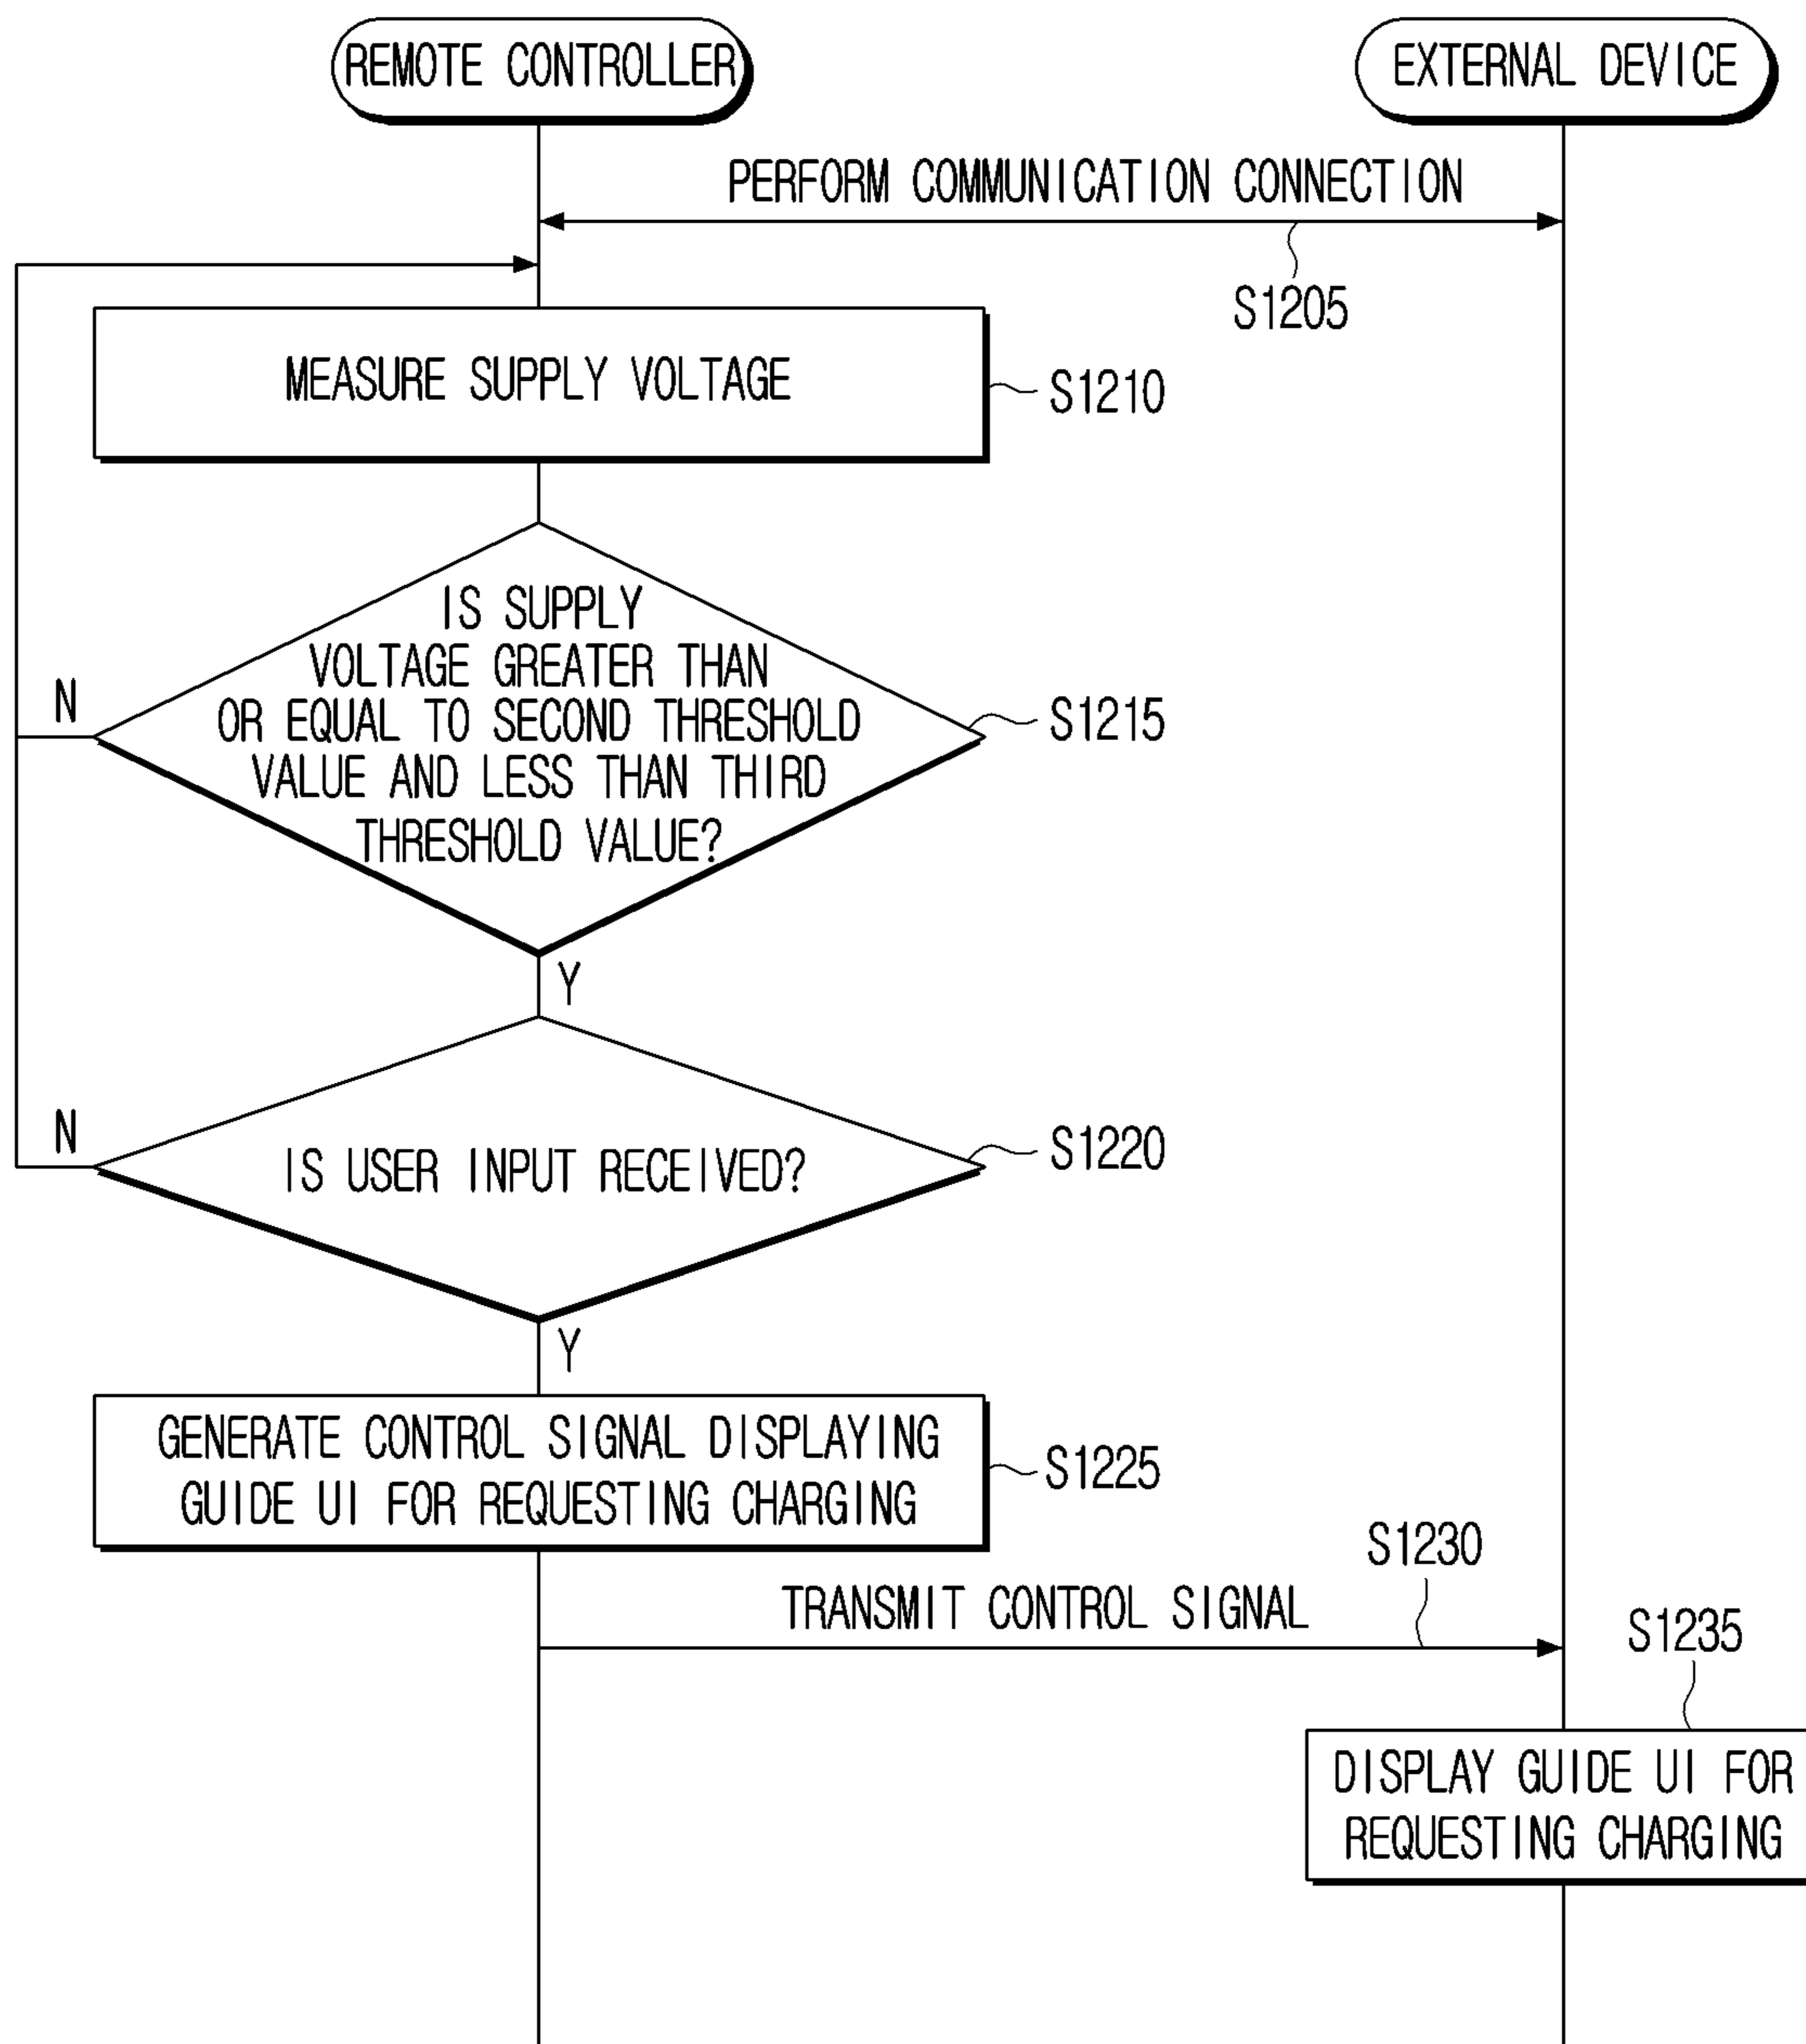 REMOTE CONTROLLER
EXTERNAL DEVICE
PERFORM COMMUNICATION CONNECTION
S1205
MEASURE SUPPLY VOLTAGE
S1210
IS SUPPLY
VOLTAGE GREATER THAN
OR EQUAL TO SECOND THRESHOLD
VALUE AND LESS THAN THIRD
THRESHOLD VALUE?
N
S1215
Y
IS USER INPUT RECEIVED?
N
S1220
Y
GENERATE CONTROL SIGNAL DISPLAYING
GUIDE UI FOR REQUESTING CHARGING
S1225
S1230
TRANSMIT CONTROL SIGNAL
S1235
DISPLAY GUIDE UI FOR
REQUESTING CHARGING